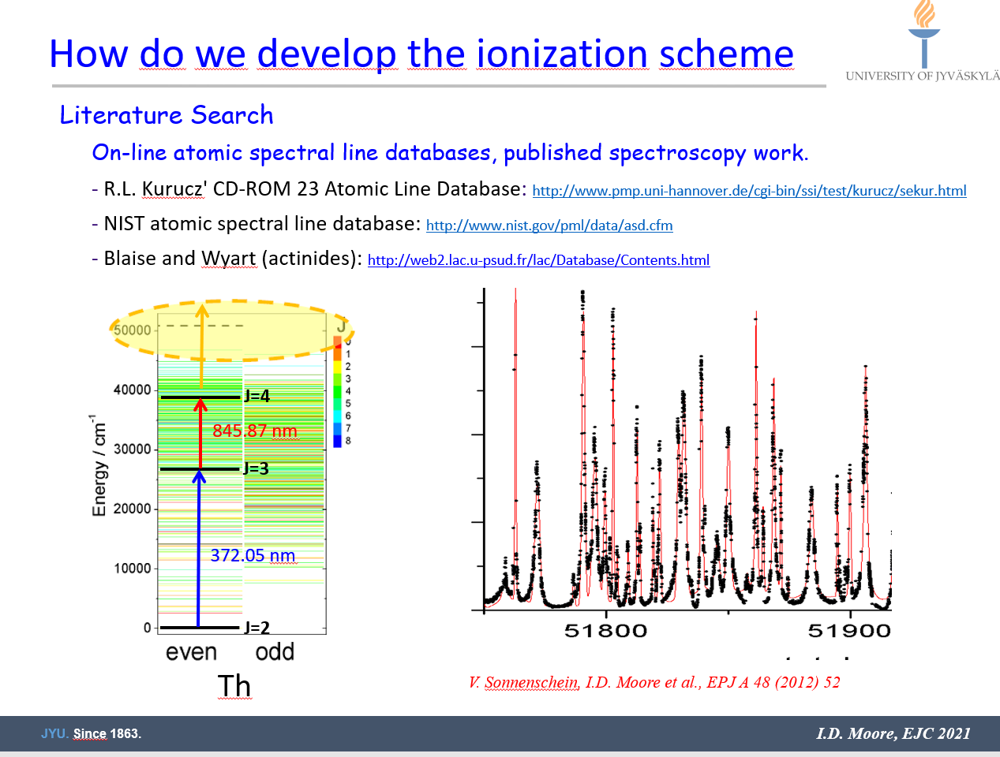 How do we develop the ionization scheme
UNIVERSITY OF JYVÄSKYLÄ
Literature Search
On-line atomic spectral line databases, published spectroscopy work.
- R.L. Kurucz' CD-ROM 23 Atomic Line Database: http://www.pmp.uni-hannover.de/cgi-bin/ssi/test/kurucz/sekur.html
- NIST atomic spectral line database: http://www.nist.gov/pml/data/asd.cfm
- Blaise and Wyart (actinides): http://web2.lac.u-psud.fr/lac/Database/Contents.html
Energy / cm⁻¹
50000
40000
30000
20000
10000
0
J=4
845.87 nm
J=3
372.05 nm
J=2
J
0
1
2
3
4
5
6
7
8
even odd
Th
51800 51900
V. Sonnenschein, I.D. Moore et al., EPJ A 48 (2012) 52
JYU. Since 1863.
I.D. Moore, EJC 2021